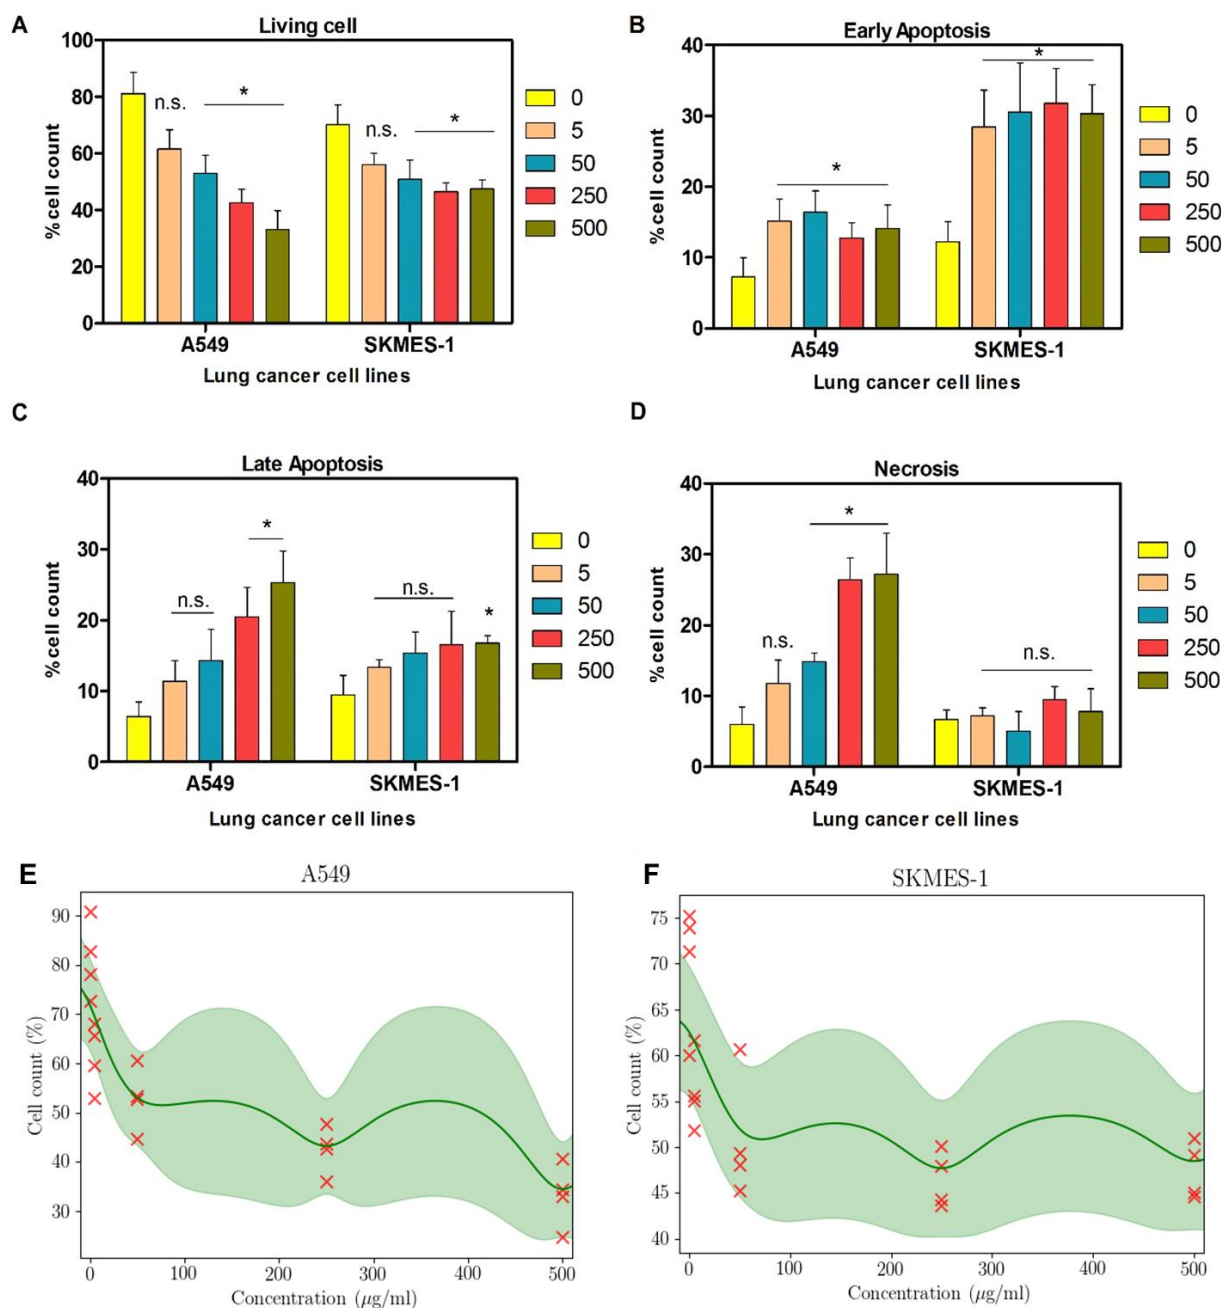 A
Living cell
100
80
60
40
20
0
%cell count
n.s.
*
n.s.
*
A549
SKMES-1
Lung cancer cell lines
0
5
50
250
500
B
Early Apoptosis
40
30
20
10
0
%cell count
*
*
A549
SKMES-1
Lung cancer cell lines
0
5
50
250
500
C
Late Apoptosis
40
30
20
10
0
%cell count
n.s.
*
n.s.
*
A549
SKMES-1
Lung cancer cell lines
0
5
50
250
500
D
Necrosis
40
30
20
10
0
%cell count
n.s.
*
n.s.
A549
SKMES-1
Lung cancer cell lines
0
5
50
250
500
E
A549
90
80
70
60
50
40
30
Cell count (%)
0 100 200 300 400 500
Concentration (μg/ml)
F
SKMES-1
75
70
65
60
55
50
45
40
Cell count (%)
0 100 200 300 400 500
Concentration (μg/ml)